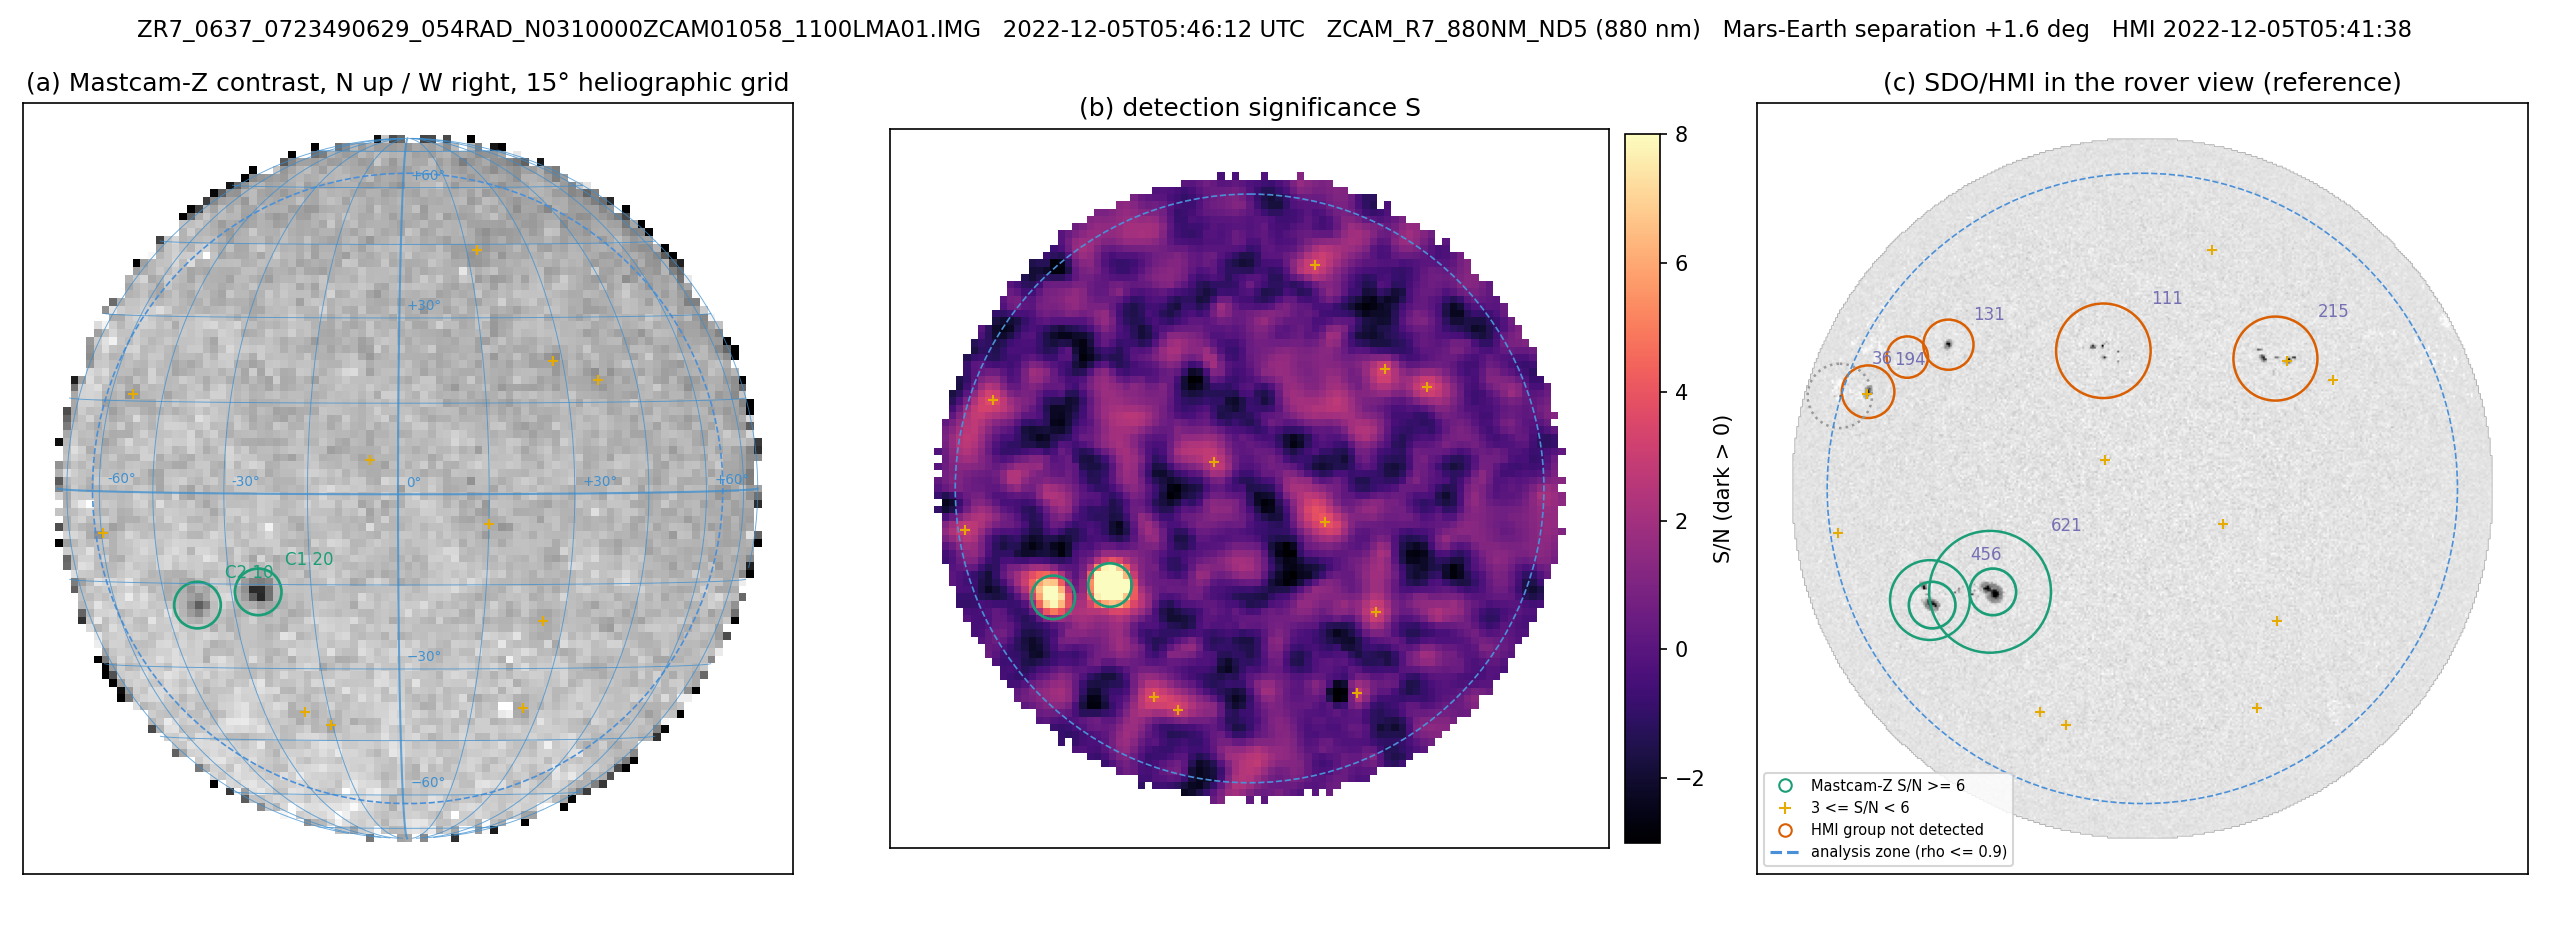 ZR7_0637_0723490629_054RAD_N0310000ZCAM01058_1100LMA01.IMG   2022-12-05T05:46:12 UTC   ZCAM_R7_880NM_ND5 (880 nm)   Mars-Earth separation +1.6 deg   HMI 2022-12-05T05:41:38
(a) Mastcam-Z contrast, N up / W right, 15° heliographic grid
+60°
+30°
-60°
-30°
0°
+30°
+60°
C1 20
C2 10
−30°
−60°
(b) detection significance S
8
6
4
2
0
−2
S/N (dark > 0)
(c) SDO/HMI in the rover view (reference)
111
215
131
36
194
621
456
Mastcam-Z S/N >= 6
3 <= S/N < 6
HMI group not detected
analysis zone (rho <= 0.9)